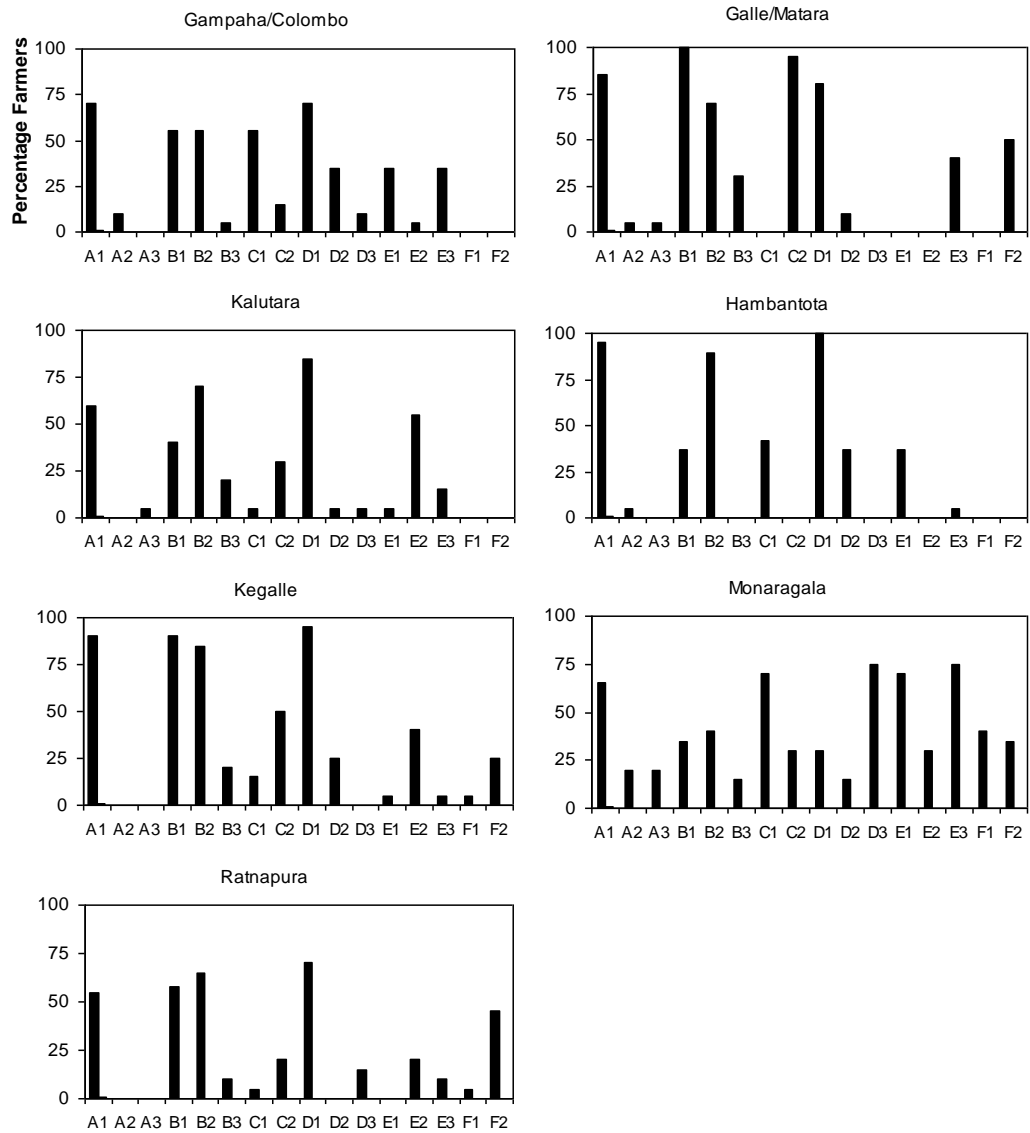 Gampaha/Colombo
Percentage Farmers
100
75
50
25
0
A1 A2 A3 B1 B2 B3 C1 C2 D1 D2 D3 E1 E2 E3 F1 F2
Galle/Matara
100
75
50
25
0
A1 A2 A3 B1 B2 B3 C1 C2 D1 D2 D3 E1 E2 E3 F1 F2
Kalutara
100
75
50
25
0
A1 A2 A3 B1 B2 B3 C1 C2 D1 D2 D3 E1 E2 E3 F1 F2
Hambantota
100
75
50
25
0
A1 A2 A3 B1 B2 B3 C1 C2 D1 D2 D3 E1 E2 E3 F1 F2
Kegalle
100
75
50
25
0
A1 A2 A3 B1 B2 B3 C1 C2 D1 D2 D3 E1 E2 E3 F1 F2
Monaragala
100
75
50
25
0
A1 A2 A3 B1 B2 B3 C1 C2 D1 D2 D3 E1 E2 E3 F1 F2
Ratnapura
100
75
50
25
0
A1 A2 A3 B1 B2 B3 C1 C2 D1 D2 D3 E1 E2 E3 F1 F2